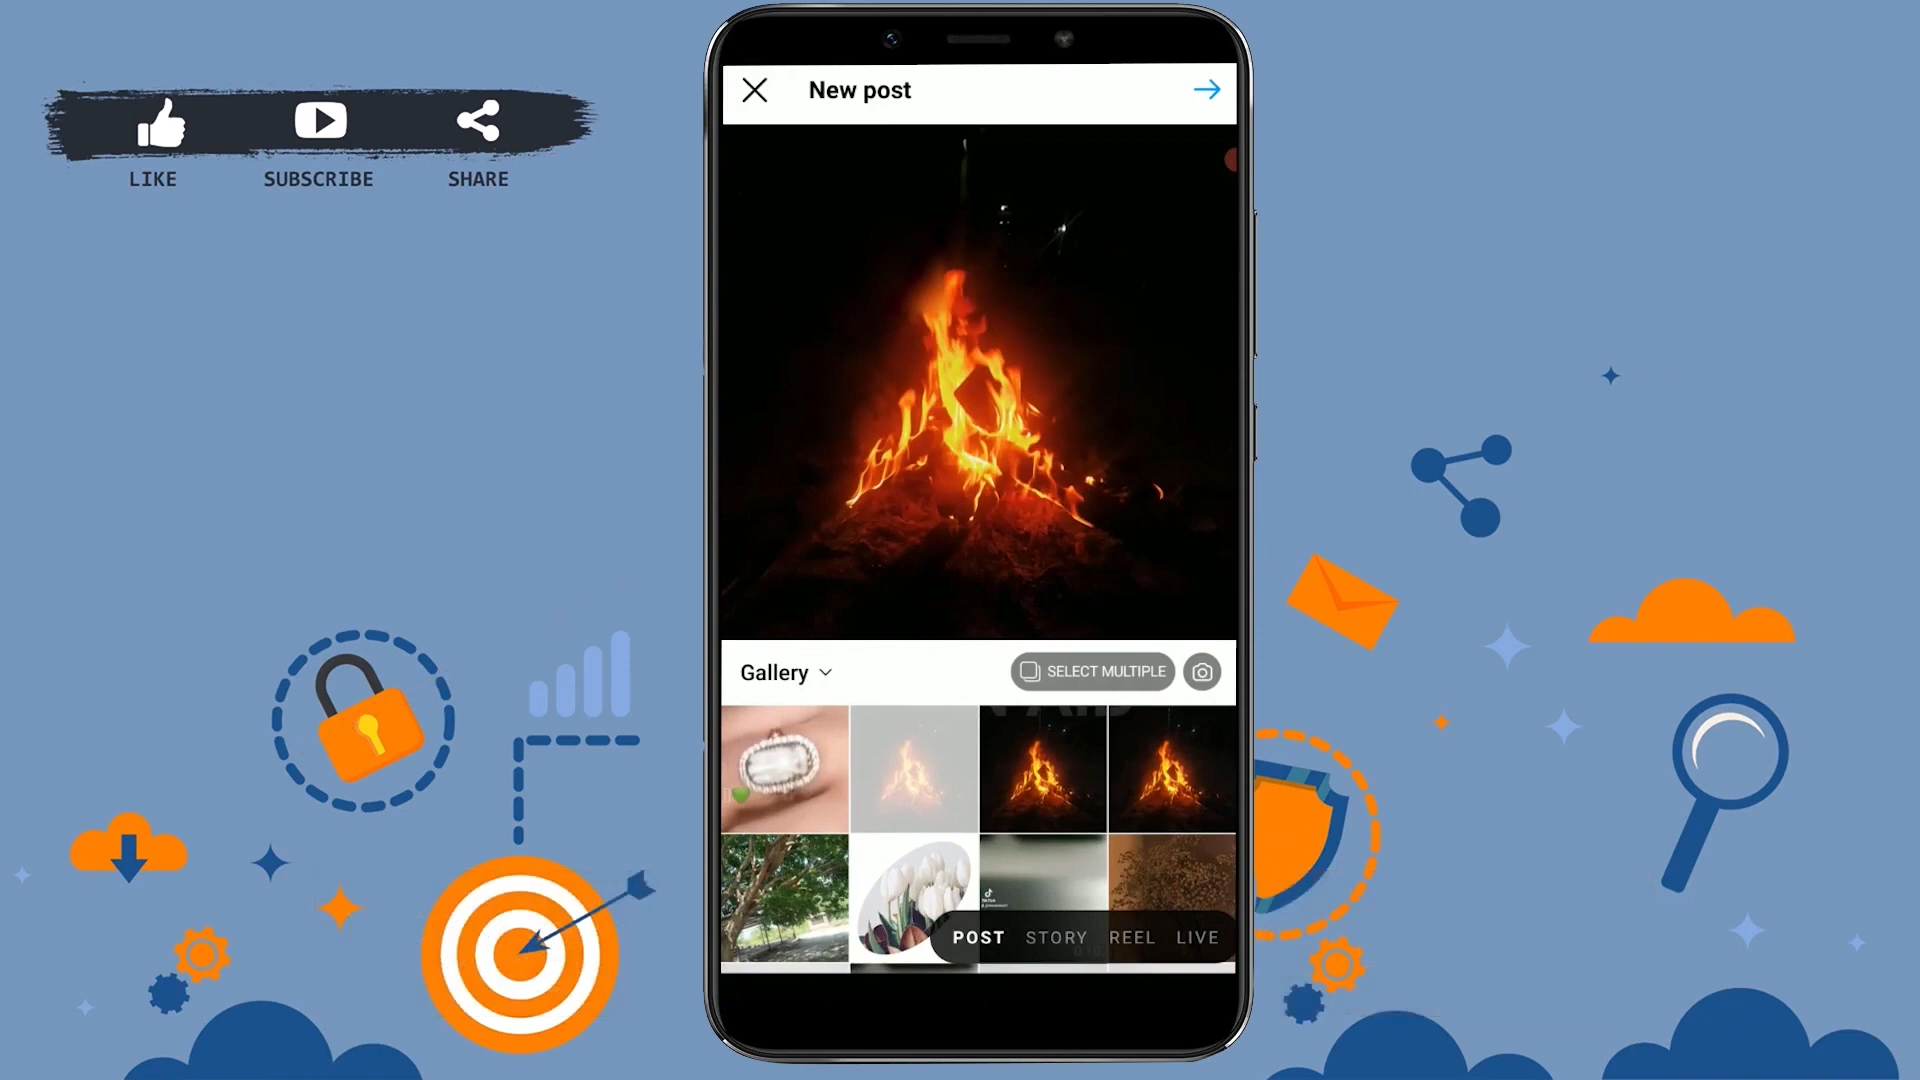 LIKE SUBSCRIBE SHARE
New post
Gallery
SELECT MULTIPLE
POST STORY REEL LIVE